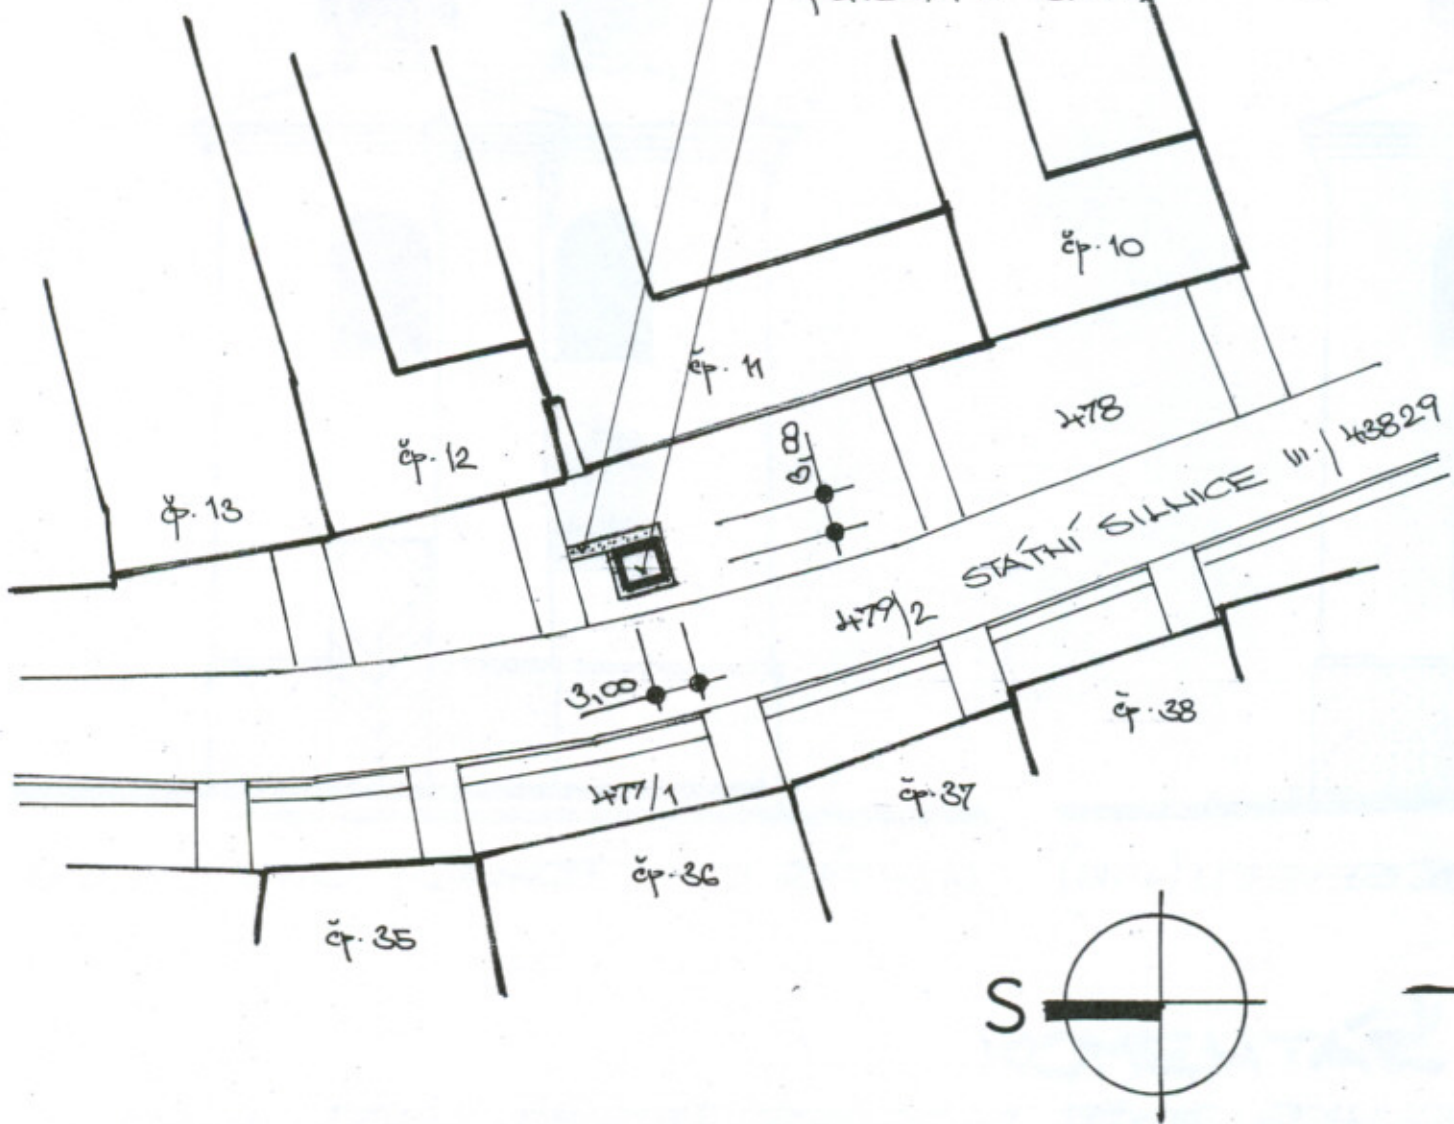 čp. 10
čp. 11
478
čp. 12
čp. 13
STÁTNÍ SILNICE III./43829
479/2
3,00
čp. 38
477/1
čp. 37
čp. 36
čp. 35
S